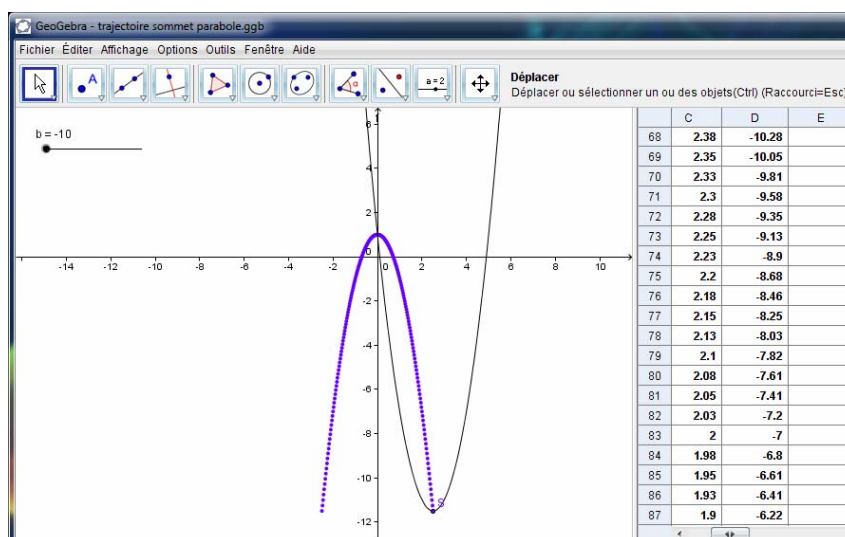 GeoGebra - trajectoire sommet parabole.ggb
Fichier Éditer Affichage Options Outils Fenêtre Aide
A
α
a = 2
Déplacer
Déplacer ou sélectionner un ou des objets(Ctrl) (Raccourci=Esc)
b = -10
6
4
2
0
-14 -12 -10 -8 -6 -4 -2 0 2 4 6 8 10
-2
-4
-6
-8
-10
-12
S
C D E
68 2.38 -10.28
69 2.35 -10.05
70 2.33 -9.81
71 2.3 -9.58
72 2.28 -9.35
73 2.25 -9.13
74 2.23 -8.9
75 2.2 -8.68
76 2.18 -8.46
77 2.15 -8.25
78 2.13 -8.03
79 2.1 -7.82
80 2.08 -7.61
81 2.05 -7.41
82 2.03 -7.2
83 2 -7
84 1.98 -6.8
85 1.95 -6.61
86 1.93 -6.41
87 1.9 -6.22